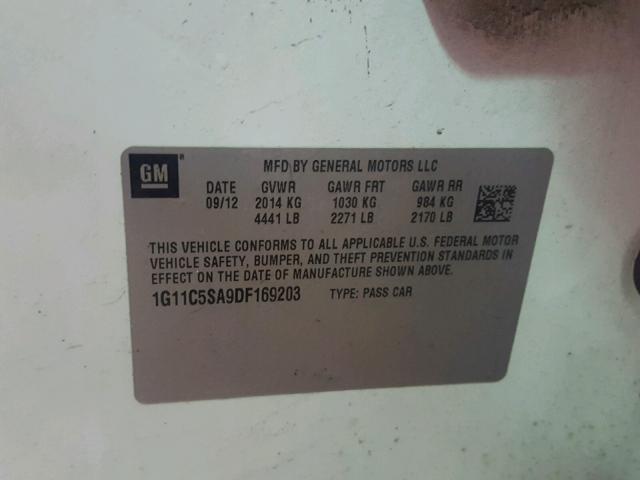 GM®
MFD BY GENERAL MOTORS LLC
DATE GVWR GAWR FRT GAWR RR
09/12 2014 KG 1030 KG 984 KG
4441 LB 2271 LB 2170 LB
THIS VEHICLE CONFORMS TO ALL APPLICABLE U.S. FEDERAL MOTOR
VEHICLE SAFETY, BUMPER, AND THEFT PREVENTION STANDARDS IN
EFFECT ON THE DATE OF MANUFACTURE SHOWN ABOVE.
1G11C5SA9DF169203 TYPE: PASS CAR